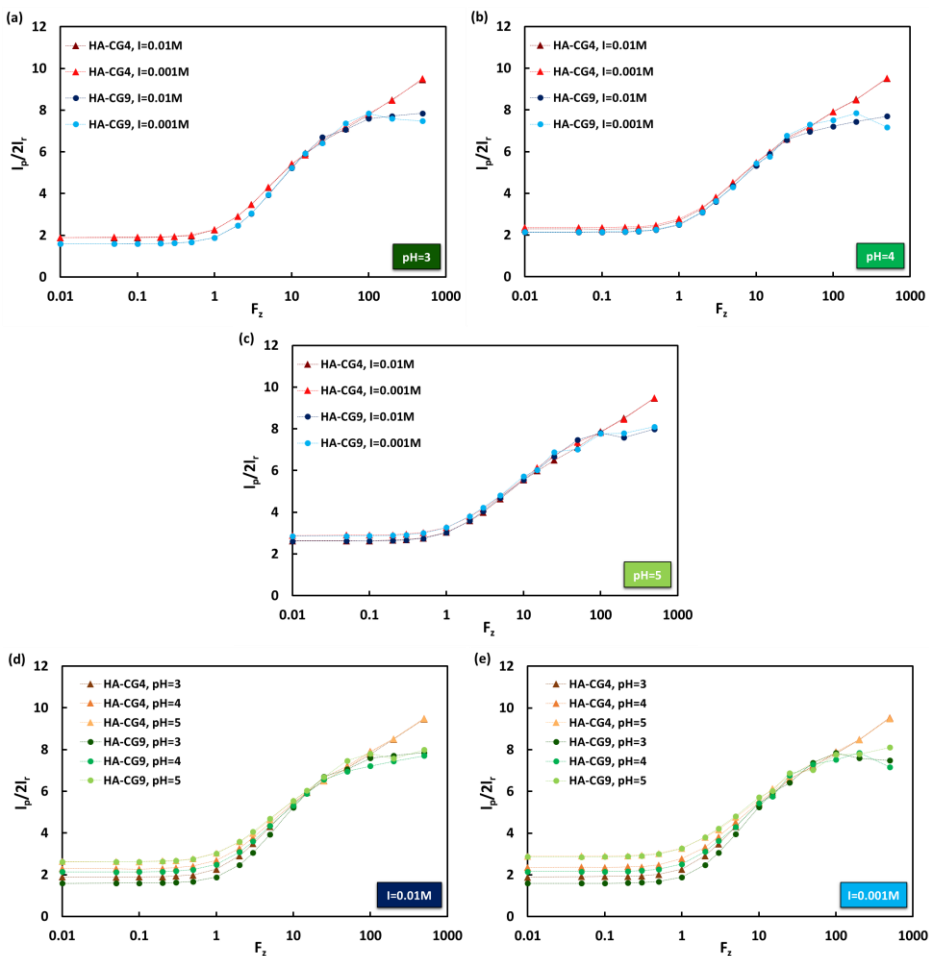 (a)
12
10
8
6
4
2
0
Ip/2Ir
HA-CG4, I=0.01M
HA-CG4, I=0.001M
HA-CG9, I=0.01M
HA-CG9, I=0.001M
pH=3
0.01 0.1 1 10 100 1000
Fz
(b)
12
10
8
6
4
2
0
Ip/2Ir
HA-CG4, I=0.01M
HA-CG4, I=0.001M
HA-CG9, I=0.01M
HA-CG9, I=0.001M
pH=4
0.01 0.1 1 10 100 1000
Fz
(c)
12
10
8
6
4
2
0
Ip/2Ir
HA-CG4, I=0.01M
HA-CG4, I=0.001M
HA-CG9, I=0.01M
HA-CG9, I=0.001M
pH=5
0.01 0.1 1 10 100 1000
Fz
(d)
12
10
8
6
4
2
0
Ip/2Ir
HA-CG4, pH=3
HA-CG4, pH=4
HA-CG4, pH=5
HA-CG9, pH=3
HA-CG9, pH=4
HA-CG9, pH=5
I=0.01M
0.01 0.1 1 10 100 1000
Fz
(e)
12
10
8
6
4
2
0
Ip/2Ir
HA-CG4, pH=3
HA-CG4, pH=4
HA-CG4, pH=5
HA-CG9, pH=3
HA-CG9, pH=4
HA-CG9, pH=5
I=0.001M
0.01 0.1 1 10 100 1000
Fz